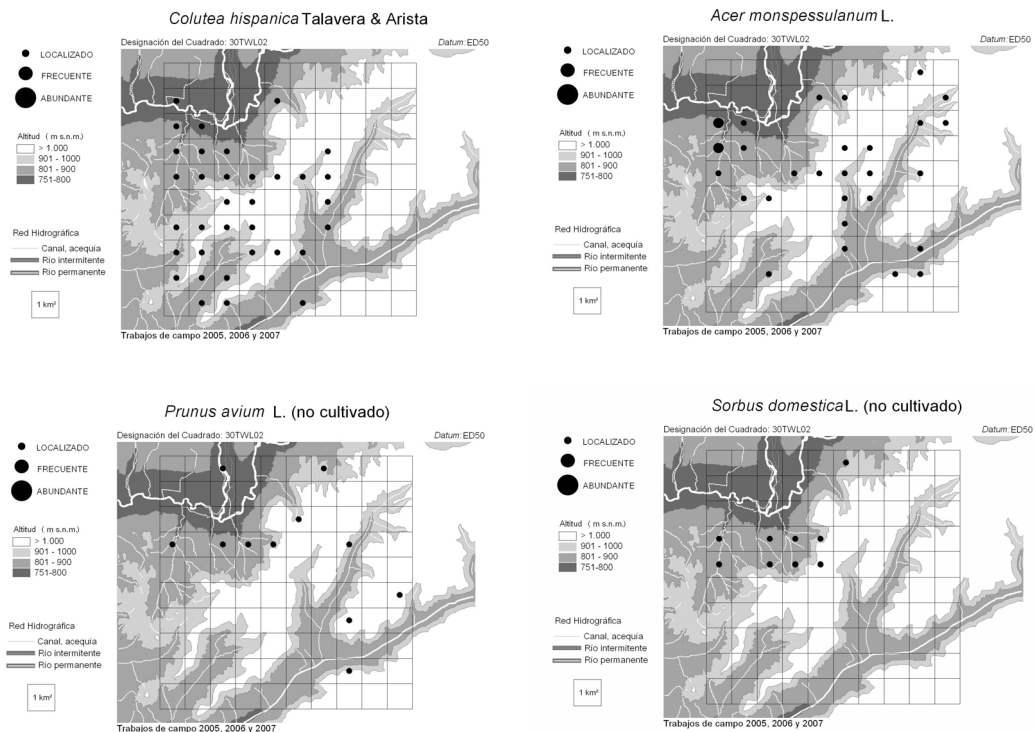 Colutea hispanica Talavera & Arista
Designación del Cuadrado: 30TWL02
Datum: ED50
LOCALIZADO
FRECUENTE
ABUNDANTE
Altitud ( m s.n.m.)
> 1.000
901 - 1000
801 - 900
751-800
Red Hidrográfica
Canal, acequía
Río intermitente
Río permanente
1 km²
Trabajos de campo 2005, 2006 y 2007
Acer monspessulanum L.
Designación del Cuadrado: 30TWL02
Datum: ED50
LOCALIZADO
FRECUENTE
ABUNDANTE
Altitud ( m s.n.m.)
> 1.000
901 - 1000
801 - 900
751-800
Red Hidrográfica
Canal, acequía
Río intermitente
Río permanente
1 km²
Trabajos de campo 2005, 2006 y 2007
Prunus avium L. (no cultivado)
Designación del Cuadrado: 30TWL02
Datum: ED50
LOCALIZADO
FRECUENTE
ABUNDANTE
Altitud ( m s.n.m.)
> 1.000
901 - 1000
801 - 900
751-800
Red Hidrográfica
Canal, acequía
Río intermitente
Río permanente
1 km²
Trabajos de campo 2005, 2006 y 2007
Sorbus domestica L. (no cultivado)
Designación del Cuadrado: 30TWL02
Datum: ED50
LOCALIZADO
FRECUENTE
ABUNDANTE
Altitud ( m s.n.m.)
> 1.000
901 - 1000
801 - 900
751-800
Red Hidrográfica
Canal, acequía
Río intermitente
Río permanente
1 km²
Trabajos de campo 2005, 2006 y 2007